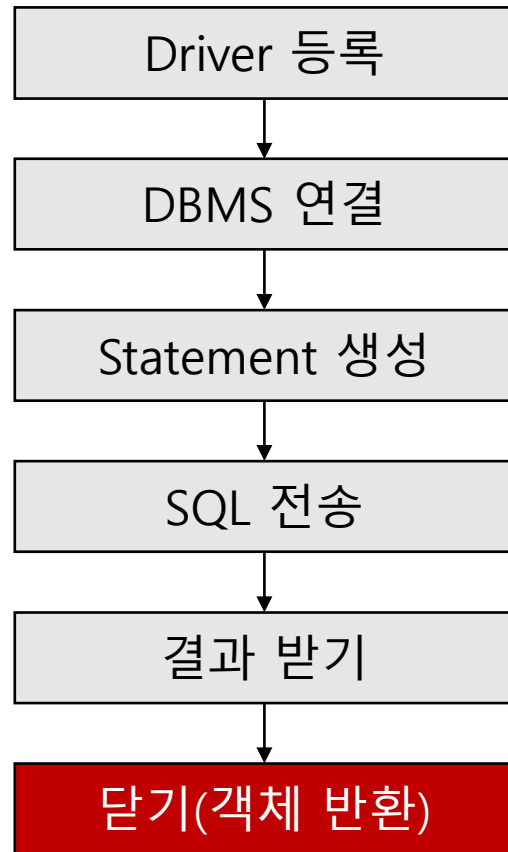 Driver 등록
DBMS 연결
Statement 생성
SQL 전송
결과 받기
닫기(객체 반환)